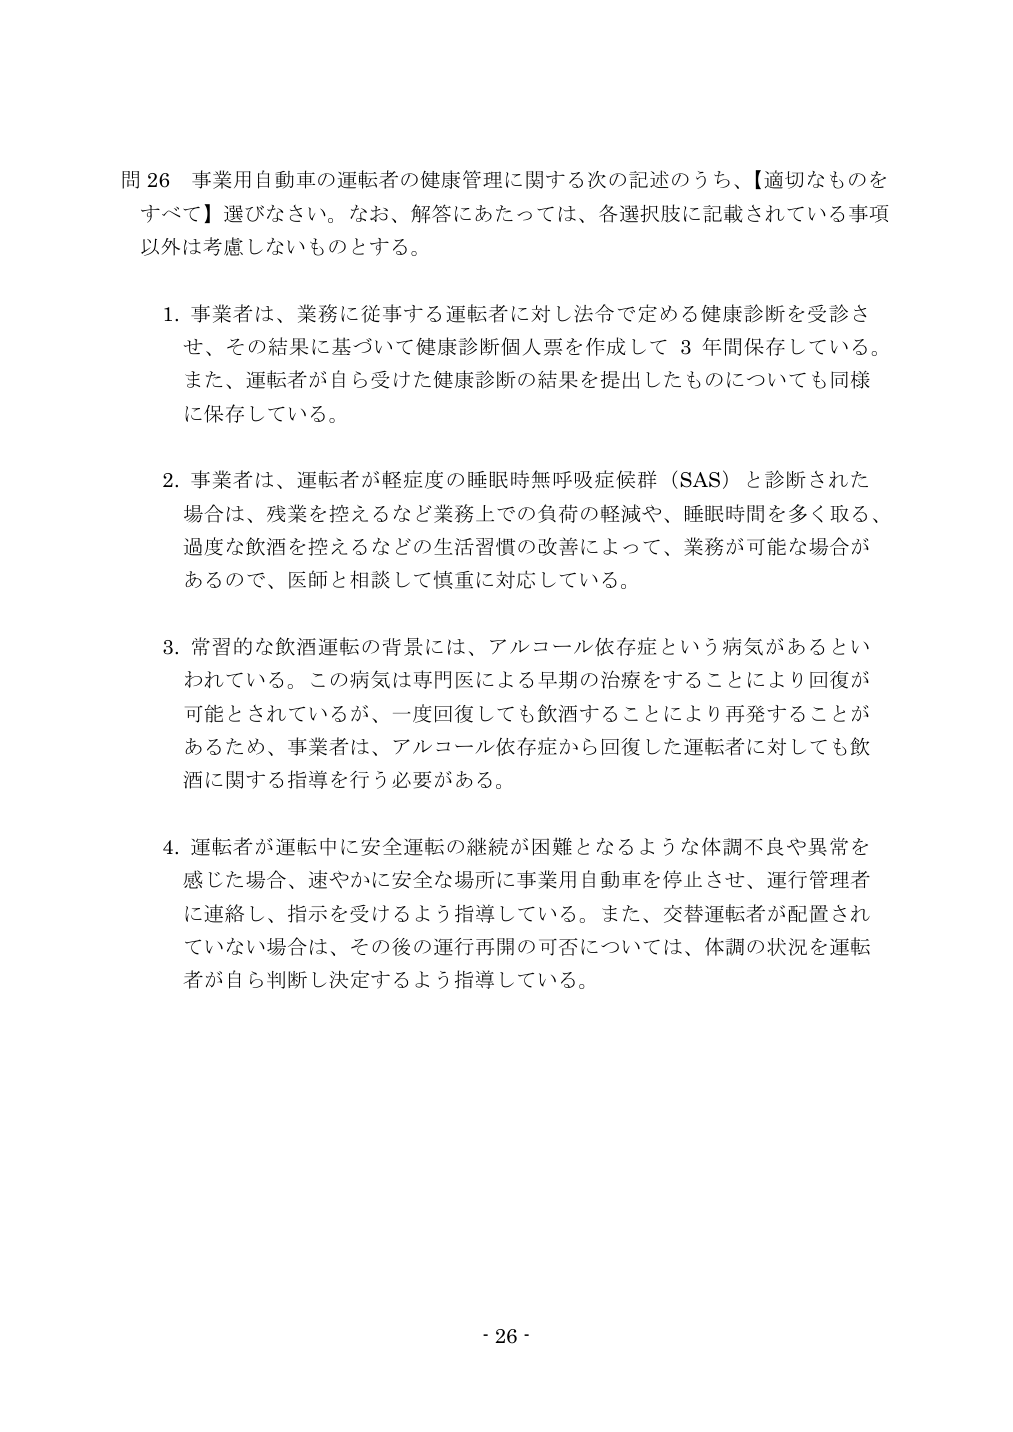 問 26　事業用自動車の運転者の健康管理に関する次の記述のうち、【適切なものを
すべて】選びなさい。なお、解答にあたっては、各選択肢に記載されている事項
以外は考慮しないものとする。
1. 事業者は、業務に従事する運転者に対し法令で定める健康診断を受診さ
せ、その結果に基づいて健康診断個人票を作成して 3 年間保存している。
また、運転者が自ら受けた健康診断の結果を提出したものについても同様
に保存している。
2. 事業者は、運転者が軽症度の睡眠時無呼吸症候群（SAS）と診断された
場合は、残業を控えるなど業務上での負荷の軽減や、睡眠時間を多く取る、
過度な飲酒を控えるなどの生活習慣の改善によって、業務が可能な場合が
あるので、医師と相談して慎重に対応している。
3. 常習的な飲酒運転の背景には、アルコール依存症という病気があるとい
われている。この病気は専門医による早期の治療をすることにより回復が
可能とされているが、一度回復しても飲酒することにより再発することが
あるため、事業者は、アルコール依存症から回復した運転者に対しても飲
酒に関する指導を行う必要がある。
4. 運転者が運転中に安全運転の継続が困難となるような体調不良や異常を
感じた場合、速やかに安全な場所に事業用自動車を停止させ、運行管理者
に連絡し、指示を受けるよう指導している。また、交替運転者が配置され
ていない場合は、その後の運行再開の可否については、体調の状況を運転
者が自ら判断し決定するよう指導している。
- 26 -